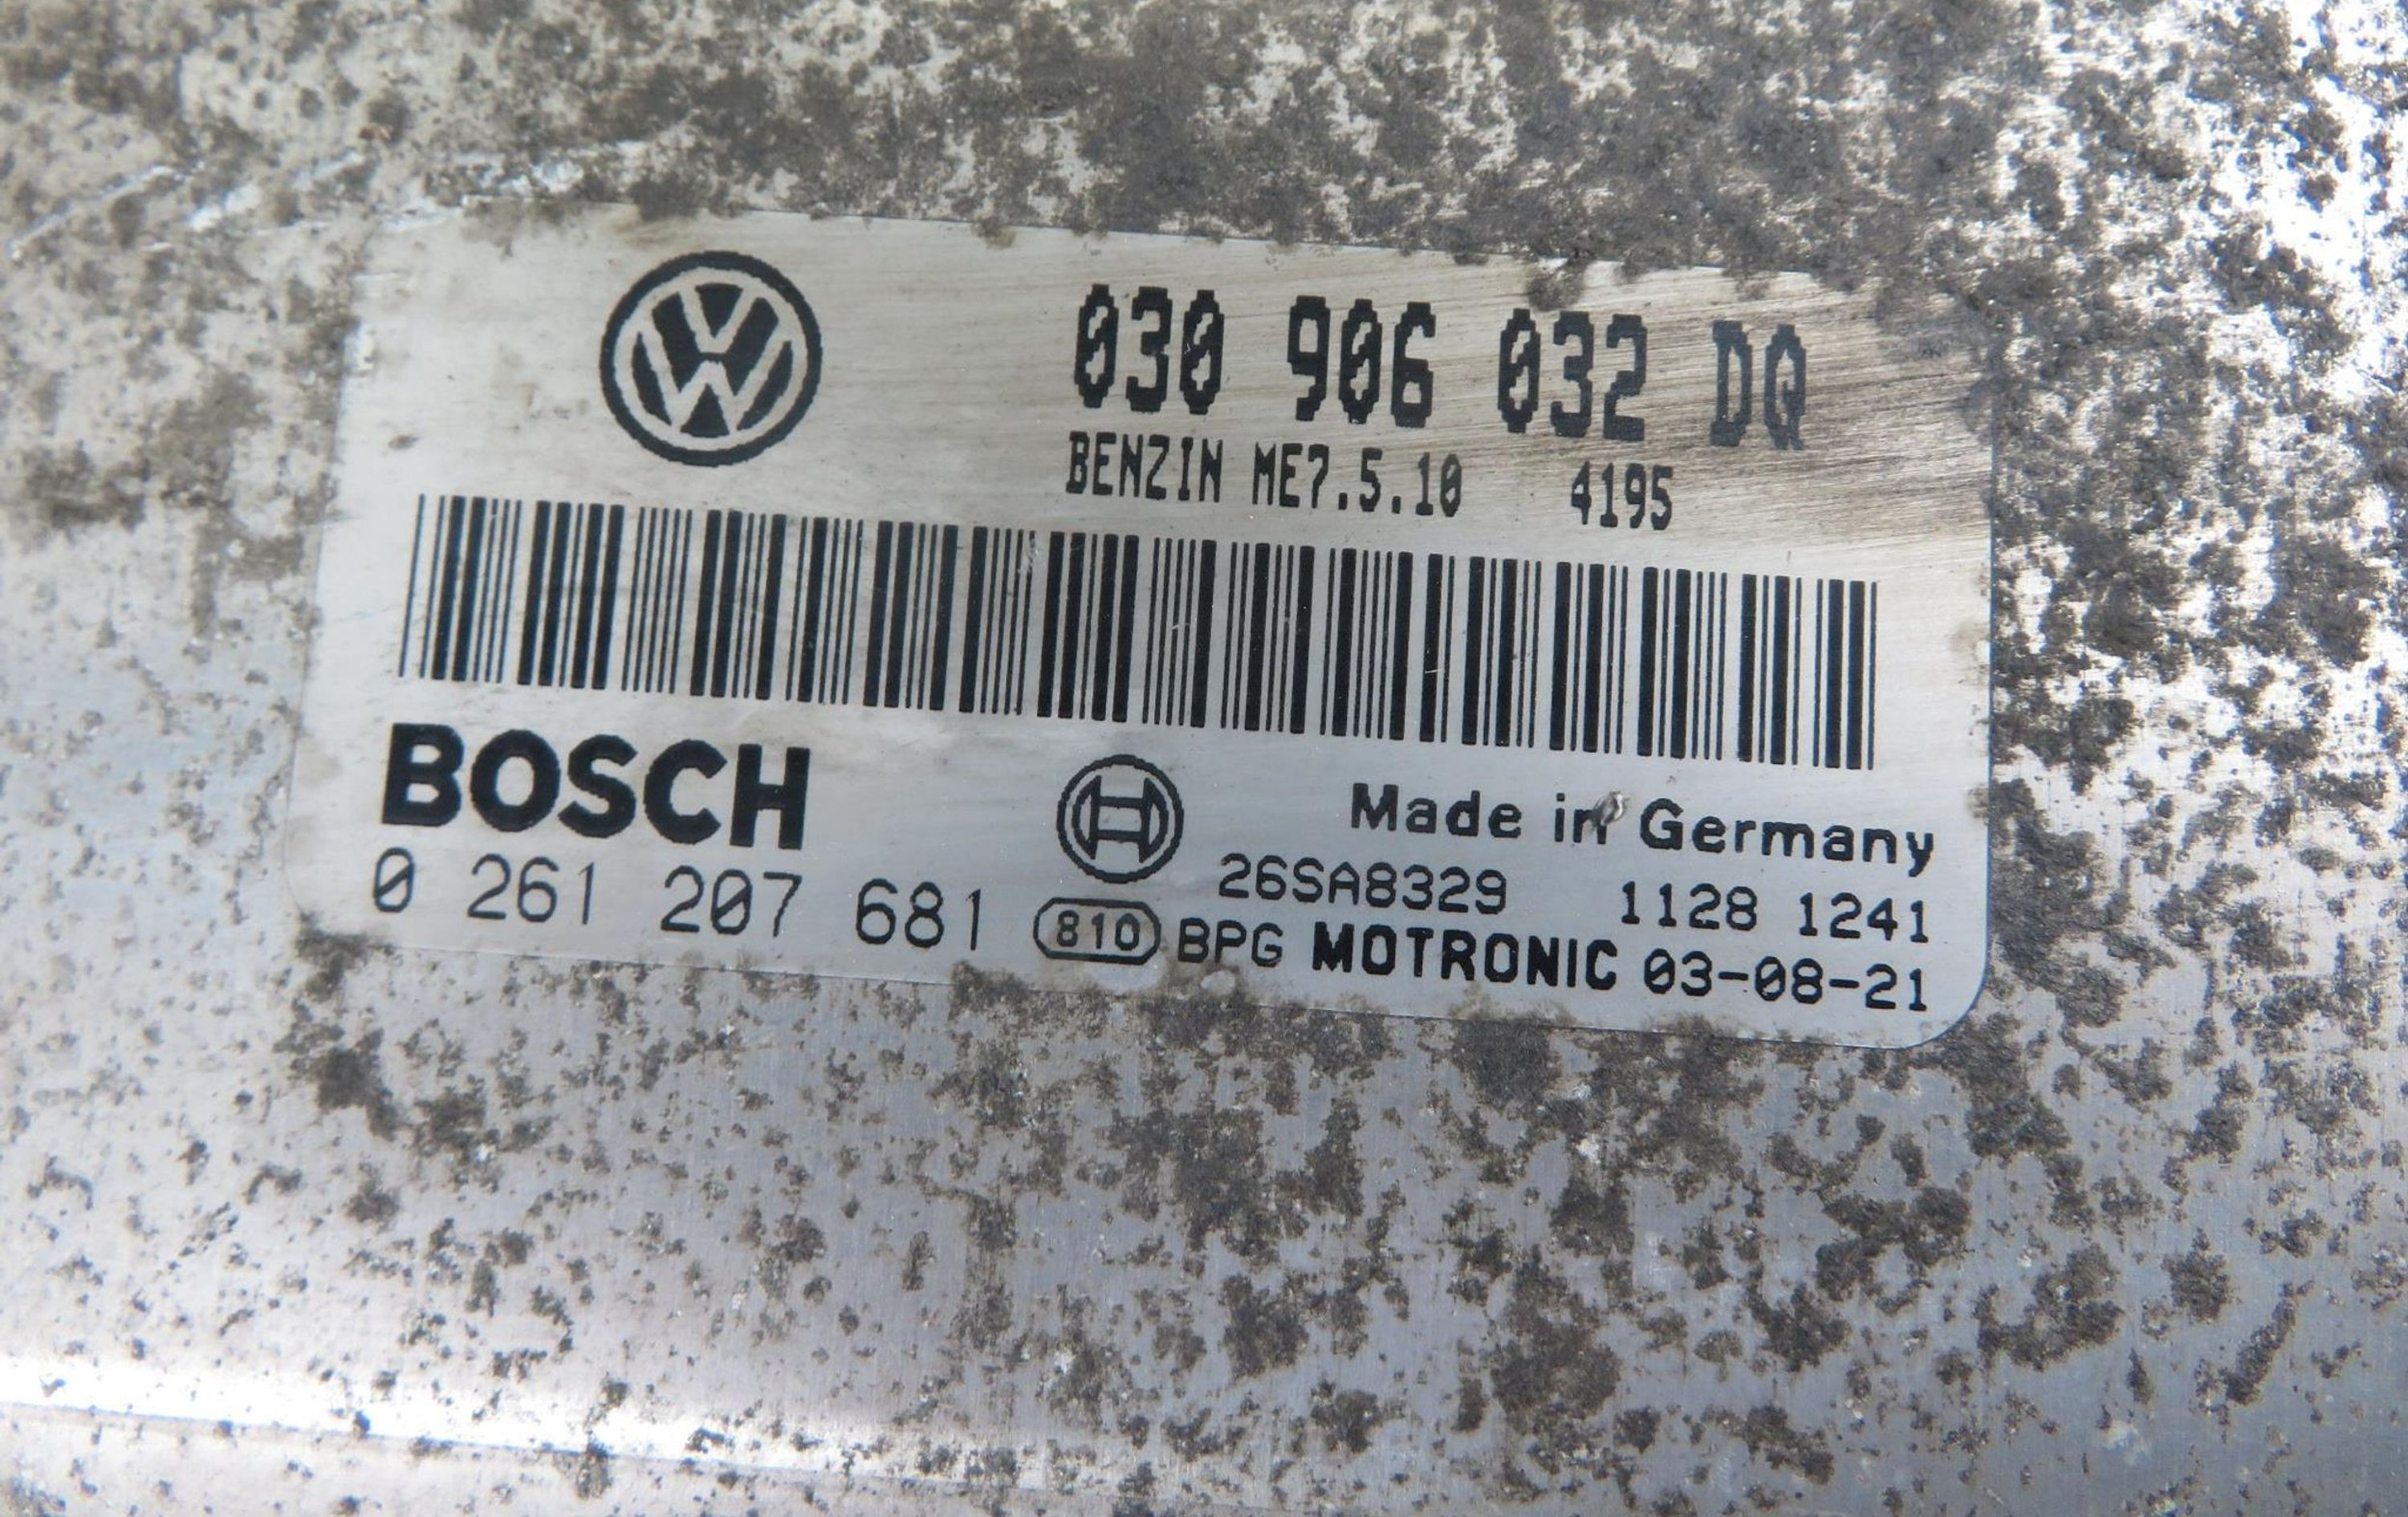 030 906 032 DQ
BENZIN ME7.5.10 4195
BOSCH
Made in Germany
0 261 207 681
26SA8329 1128 1241
810 BPG MOTRONIC 03-08-21